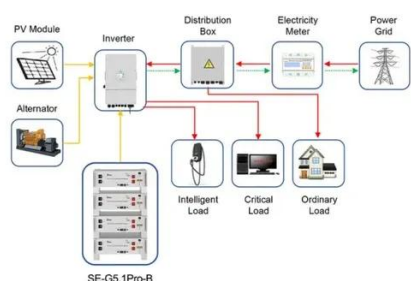 PV Module
Inverter
Distribution
Box
Electricity
Meter
Power
Grid
Alternator
Intelligent
Load
Critical
Load
Ordinary
Load
SE-G5.1Pro-B